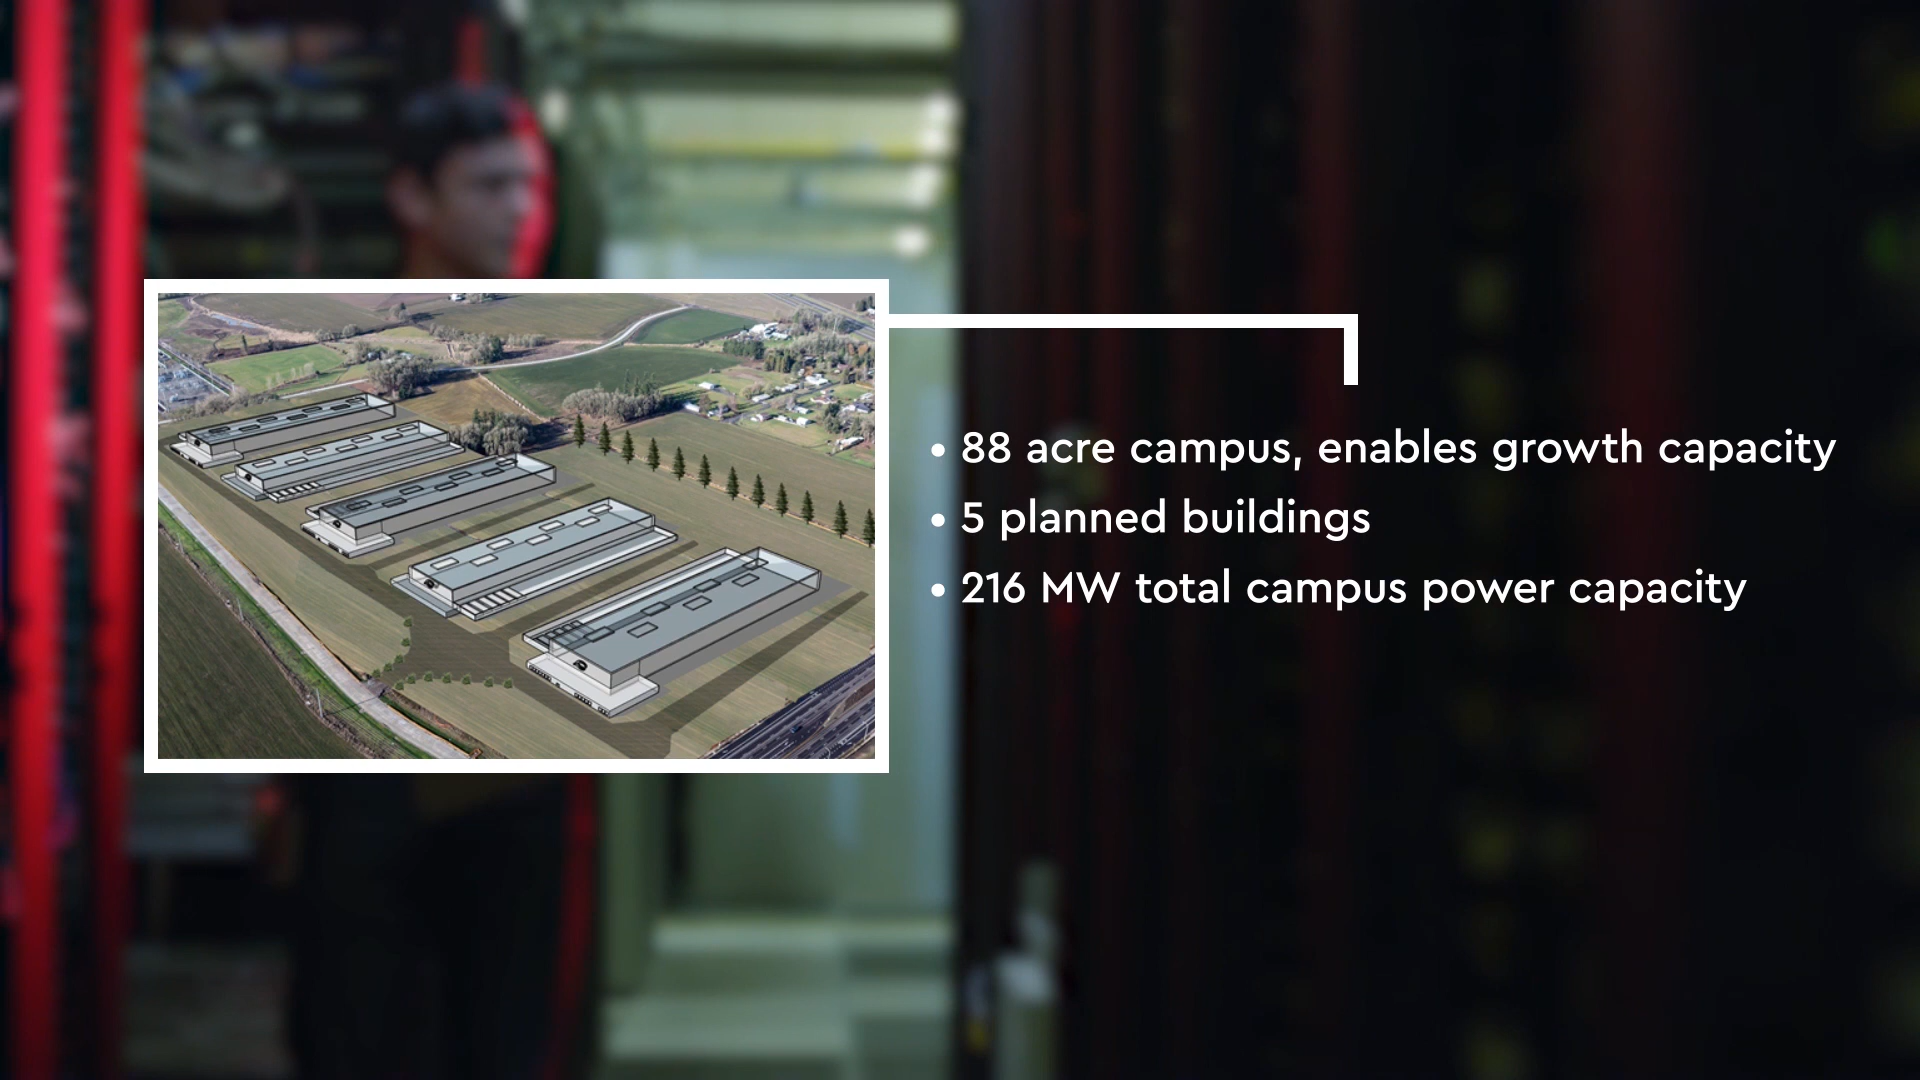 • 88 acre campus, enables growth capacity
• 5 planned buildings
• 216 MW total campus power capacity